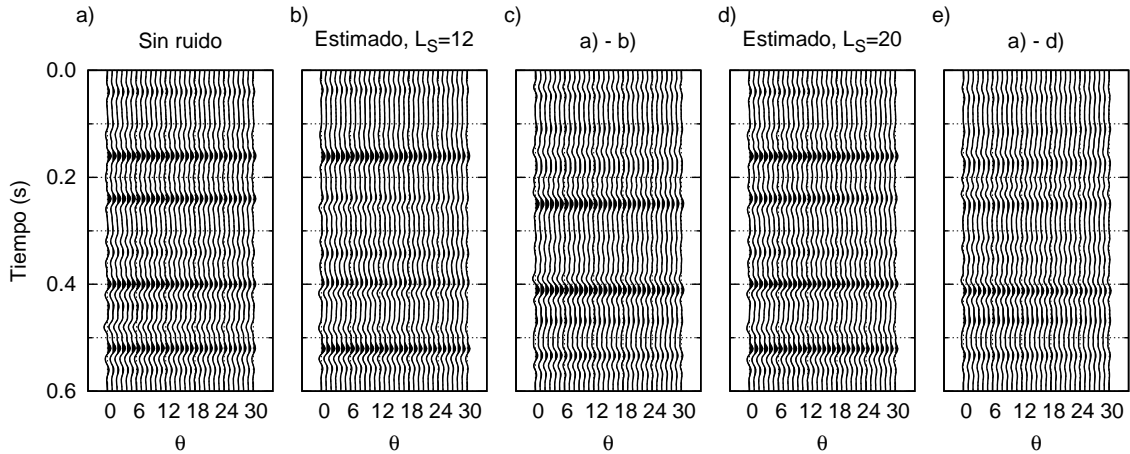 a) b) c) d) e)
Sin ruido Estimado, L_S=12 a) - b) Estimado, L_S=20 a) - d)
0.0
0.2
0.4
0.6
Tiempo (s)
0 6 12 18 24 30 0 6 12 18 24 30 0 6 12 18 24 30 0 6 12 18 24 30 0 6 12 18 24 30
θ θ θ θ θ